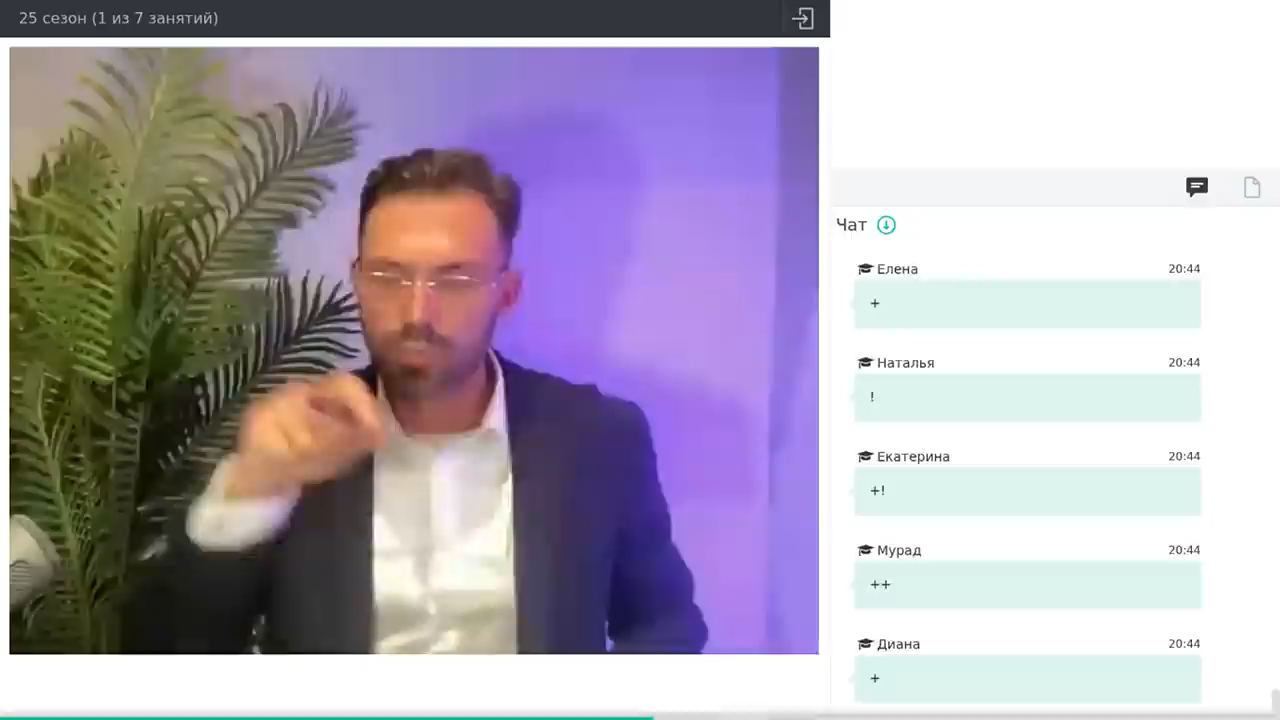 25 сезон (1 из 7 занятий)
Чат
Елена 20:44
+
Наталья 20:44
!
Екатерина 20:44
+!
Мурад 20:44
++
Диана 20:44
+